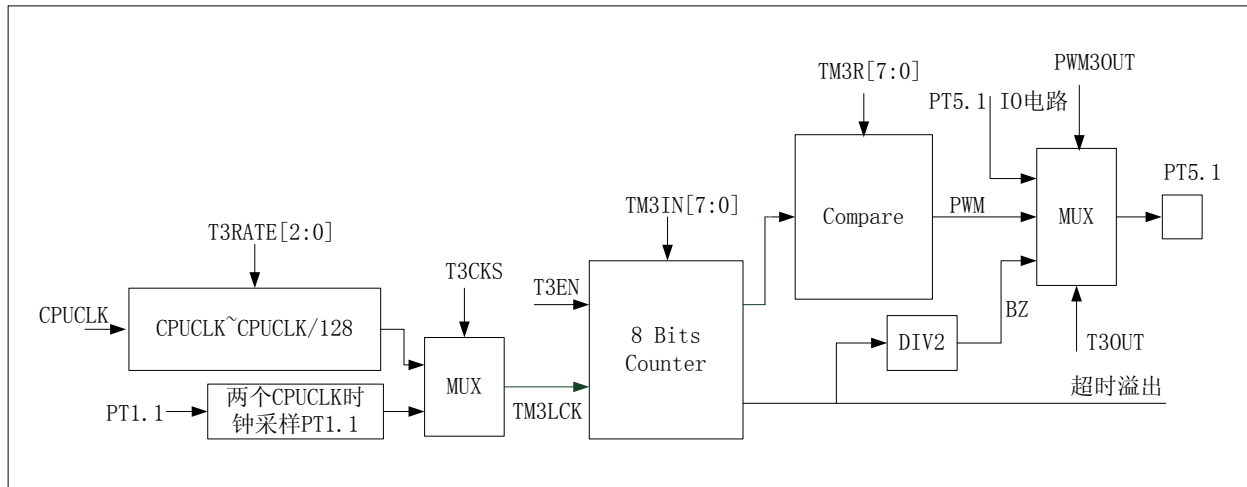 TM3R[7:0]
PWM3OUT
PT5.1 IO电路
PT5.1
TM3IN[7:0]
Compare
PWM
MUX
T3RATE[2:0]
T3CKS
T3EN
CPUCLK
CPUCLK~CPUCLK/128
8 Bits
Counter
BZ
DIV2
T3OUT
MUX
两个CPUCLK时
钟采样PT1.1
PT1.1
TM3LCK
超时溢出